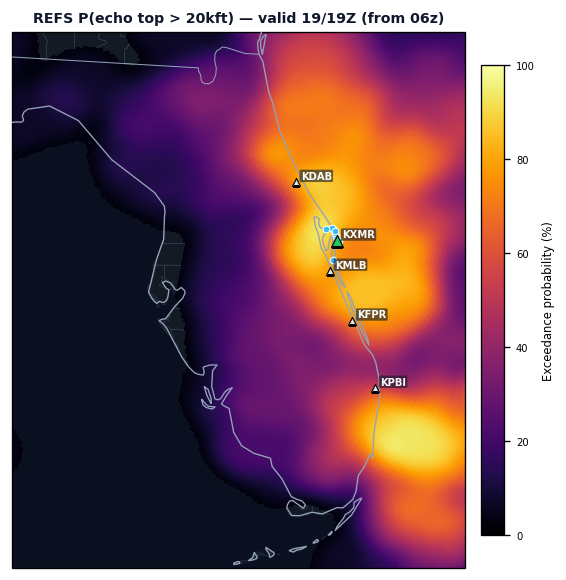 REFS P(echo top > 20kft) — valid 19/19Z (from 06z)
KDAB
KXMR
KMLB
KFPR
KPBI
100
80
60
40
20
0
Exceedance probability (%)